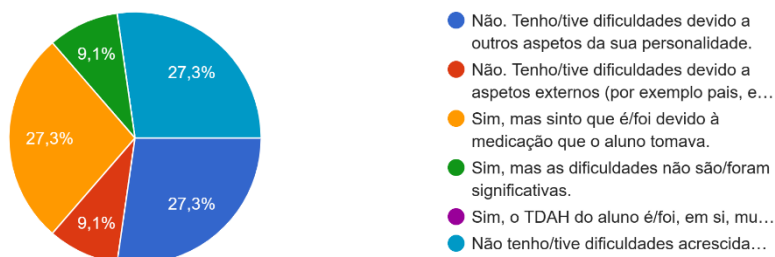 9,1%
27,3%
27,3%
9,1%
27,3%
Não. Tenho/tive dificuldades devido a
outros aspetos da sua personalidade.
Não. Tenho/tive dificuldades devido a
aspetos externos (por exemplo pais, e…
Sim, mas sinto que é/foi devido à
medicação que o aluno tomava.
Sim, mas as dificuldades não são/foram
significativas.
Sim, o TDAH do aluno é/foi, em si, mu…
Não tenho/tive dificuldades acrescida…